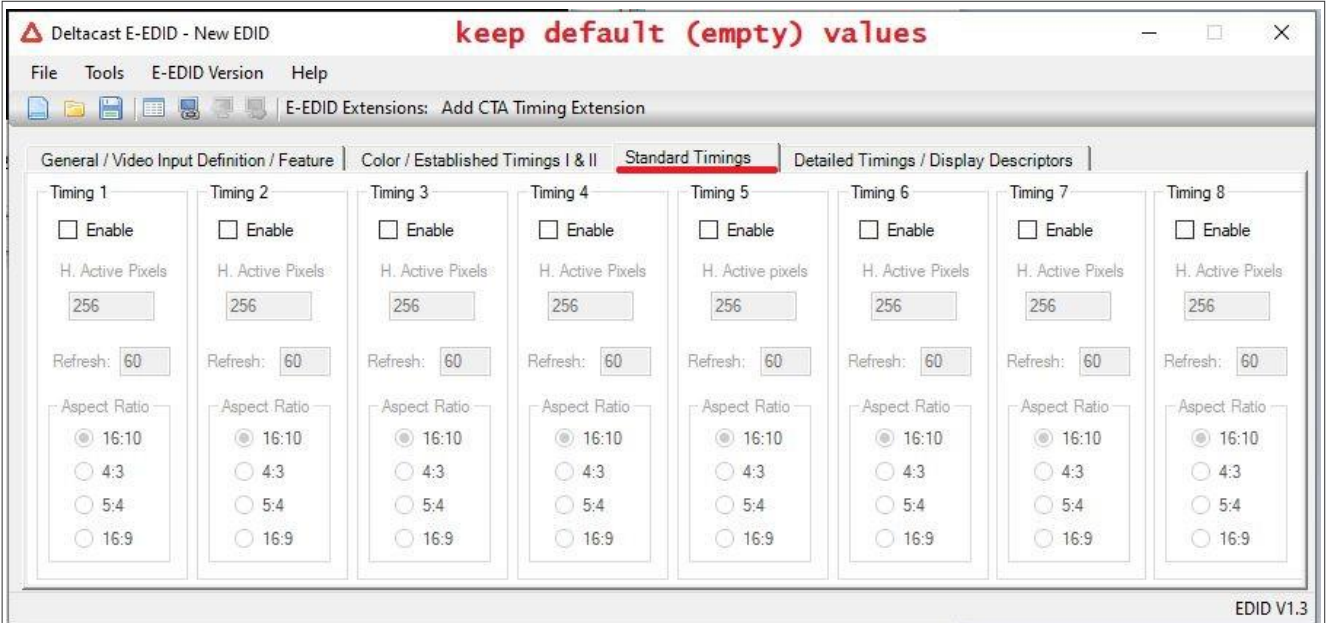 Deltacast E-EDID - New EDID
keep default (empty) values
File Tools E-EDID Version Help
E-EDID Extensions: Add CTA Timing Extension
General / Video Input Definition / Feature Color / Established Timings I & II Standard Timings Detailed Timings / Display Descriptors
Timing 1 Timing 2 Timing 3 Timing 4 Timing 5 Timing 6 Timing 7 Timing 8
Enable Enable Enable Enable Enable Enable Enable Enable
H. Active Pixels H. Active Pixels H. Active Pixels H. Active Pixels H. Active pixels H. Active Pixels H. Active Pixels H. Active Pixels
256 256 256 256 256 256 256 256
Refresh: 60 Refresh: 60 Refresh: 60 Refresh: 60 Refresh: 60 Refresh: 60 Refresh: 60 Refresh: 60
Aspect Ratio Aspect Ratio Aspect Ratio Aspect Ratio Aspect Ratio Aspect Ratio Aspect Ratio Aspect Ratio
16:10 16:10 16:10 16:10 16:10 16:10 16:10 16:10
4:3 4:3 4:3 4:3 4:3 4:3 4:3 4:3
5:4 5:4 5:4 5:4 5:4 5:4 5:4 5:4
16:9 16:9 16:9 16:9 16:9 16:9 16:9 16:9
EDID V1.3